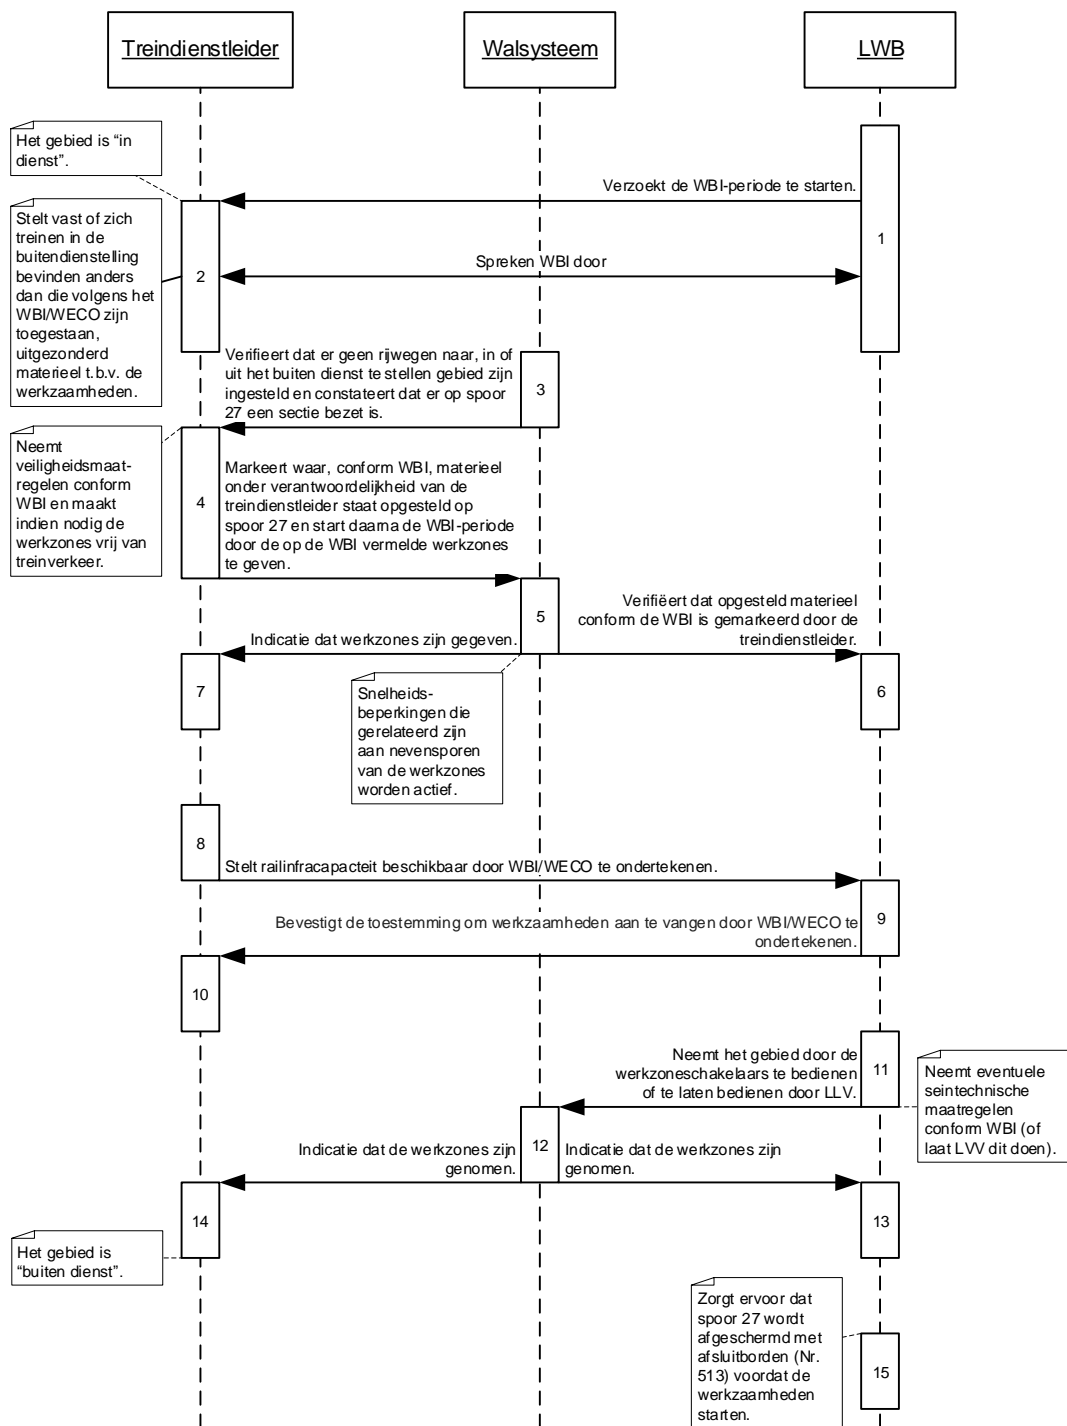 Treindienstleider
Walsysteem
LWB
Het gebied is “in
dienst”.
Verzoekt de WBI-periode te starten.
1
Stelt vast of zich
treinen in de
buitendienstelling
bevinden anders
dan die volgens het
WBI/WECO zijn
toegestaan,
uitgezonderd
materieel t.b.v. de
werkzaamheden.
2
Spreken WBI door
Verifieert dat er geen rijwegen naar, in of
uit het buiten dienst te stellen gebied zijn
ingesteld en constateert dat er op spoor
27 een sectie bezet is.
3
Neemt
veiligheidsmaat-
regelen conform
WBI en maakt
indien nodig de
werkzones vrij van
treinverkeer.
4
Markeert waar, conform WBI, materieel
onder verantwoordelijkheid van de
treindienstleider staat opgesteld op
spoor 27 en start daarna de WBI-periode
door de op de WBI vermelde werkzones
te geven.
5
Verifiëert dat opgesteld materieel
conform de WBI is gemarkeerd door de
treindienstleider.
Indicatie dat werkzones zijn gegeven.
7
6
Snelheids-
beperkingen die
gerelateerd zijn
aan nevensporen
van de werkzones
worden actief.
8
Stelt railinfracapacteit beschikbaar door WBI/WECO te ondertekenen.
9
Bevestigt de toestemming om werkzaamheden aan te vangen door WBI/WECO te
ondertekenen.
10
Neemt het gebied door de
werkzoneschakelaars te bedienen
of te laten bedienen door LLV.
11
Neemt eventuele
seintechnische
maatregelen
conform WBI (of
laat LVV dit doen).
Indicatie dat de werkzones zijn
genomen.
12
Indicatie dat de werkzones zijn
genomen.
14
13
Het gebied is
“buiten dienst”.
Zorgt ervoor dat
spoor 27 wordt
afgeschermd met
afsluitborden (Nr.
513) voordat de
werkzaamheden
starten.
15